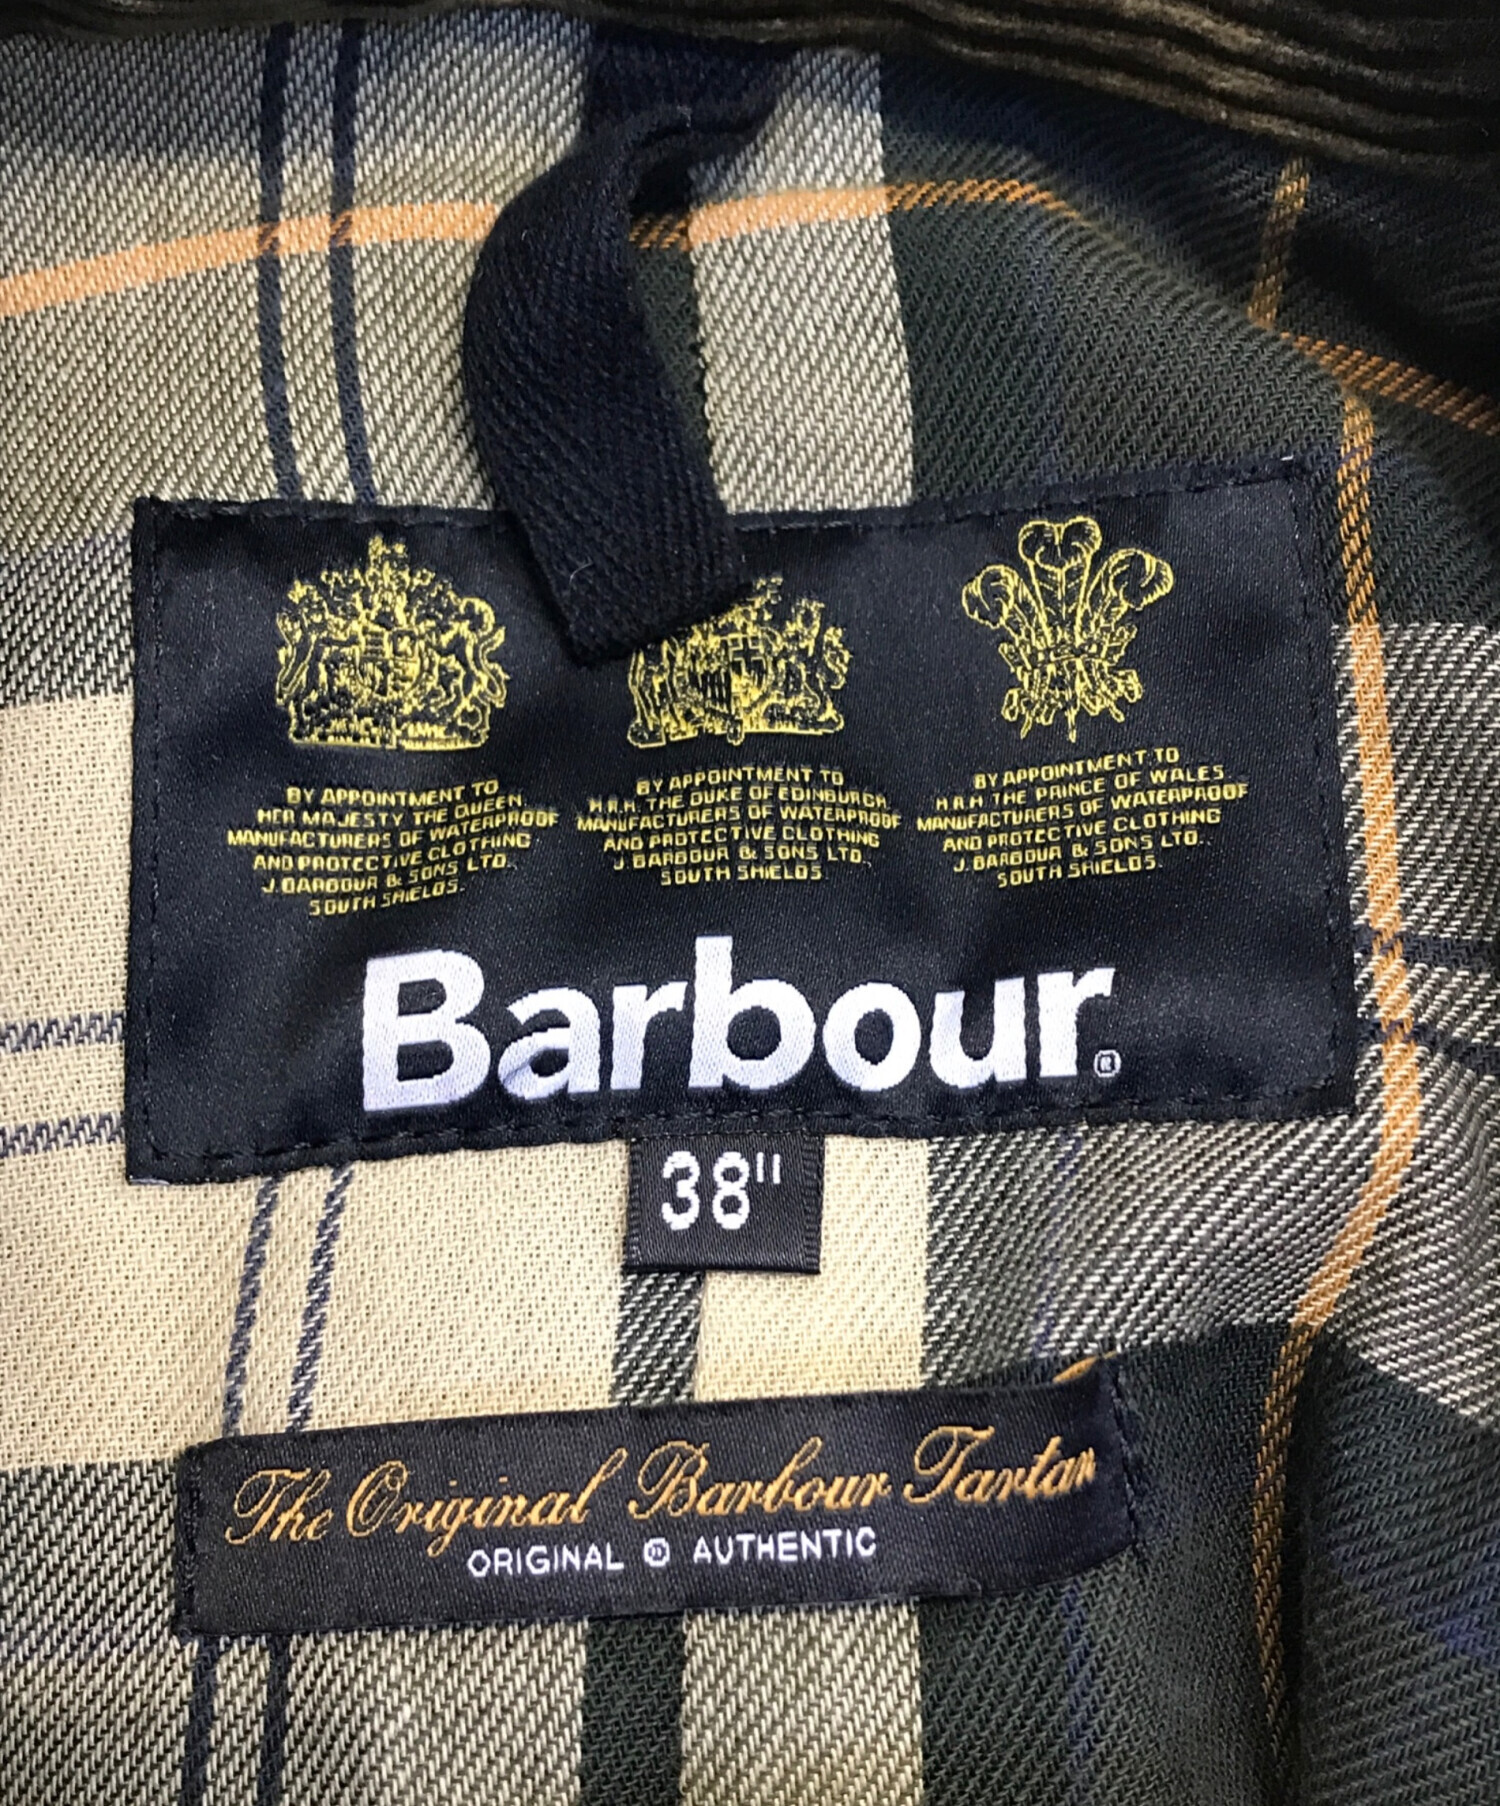 BY APPOINTMENT TO
HER MAJESTY THE QUEEN
MANUFACTURERS OF WATERPROOF
AND PROTECTIVE CLOTHING
J. BARBOUR & SONS LTD.,
SOUTH SHIELDS.
BY APPOINTMENT TO
H.R.H. THE DUKE OF EDINBURGH
MANUFACTURERS OF WATERPROOF
AND PROTECTIVE CLOTHING
J. BARBOUR & SONS LTD.,
SOUTH SHIELDS.
BY APPOINTMENT TO
H.R.H THE PRINCE OF WALES
MANUFACTURERS OF WATERPROOF
AND PROTECTIVE CLOTHING
J. BARBOUR & SONS LTD.,
SOUTH SHIELDS.
Barbour®
38"
The Original Barbour Tartan
ORIGINAL ® AUTHENTIC